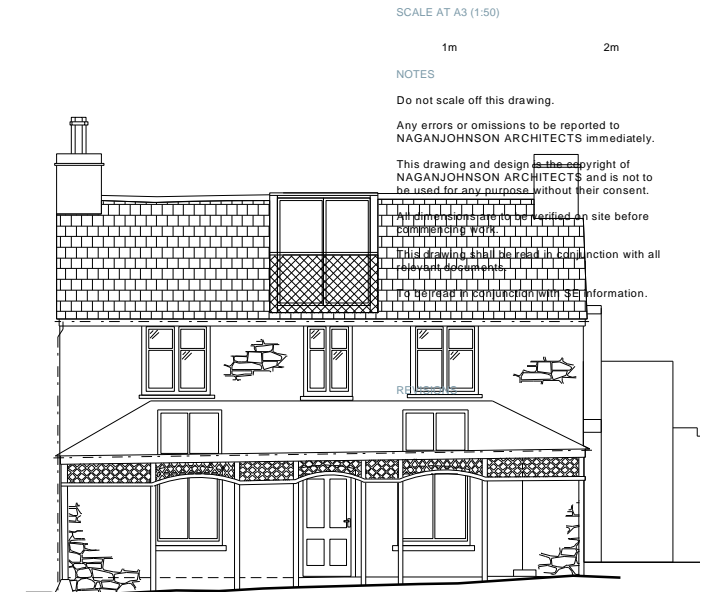 SCALE AT A3 (1:50)
1m 2m
NOTES
Do not scale off this drawing.
Any errors or omissions to be reported to
NAGANJOHNSON ARCHITECTS immediately.
This drawing and design is the copyright of
NAGANJOHNSON ARCHITECTS and is not to
be used for any purpose without their consent.
All dimensions are to be verified on site before
commencing work.
This drawing shall be read in conjunction with all
relevant documents.
To be read in conjunction with SE information.
REVISIONS